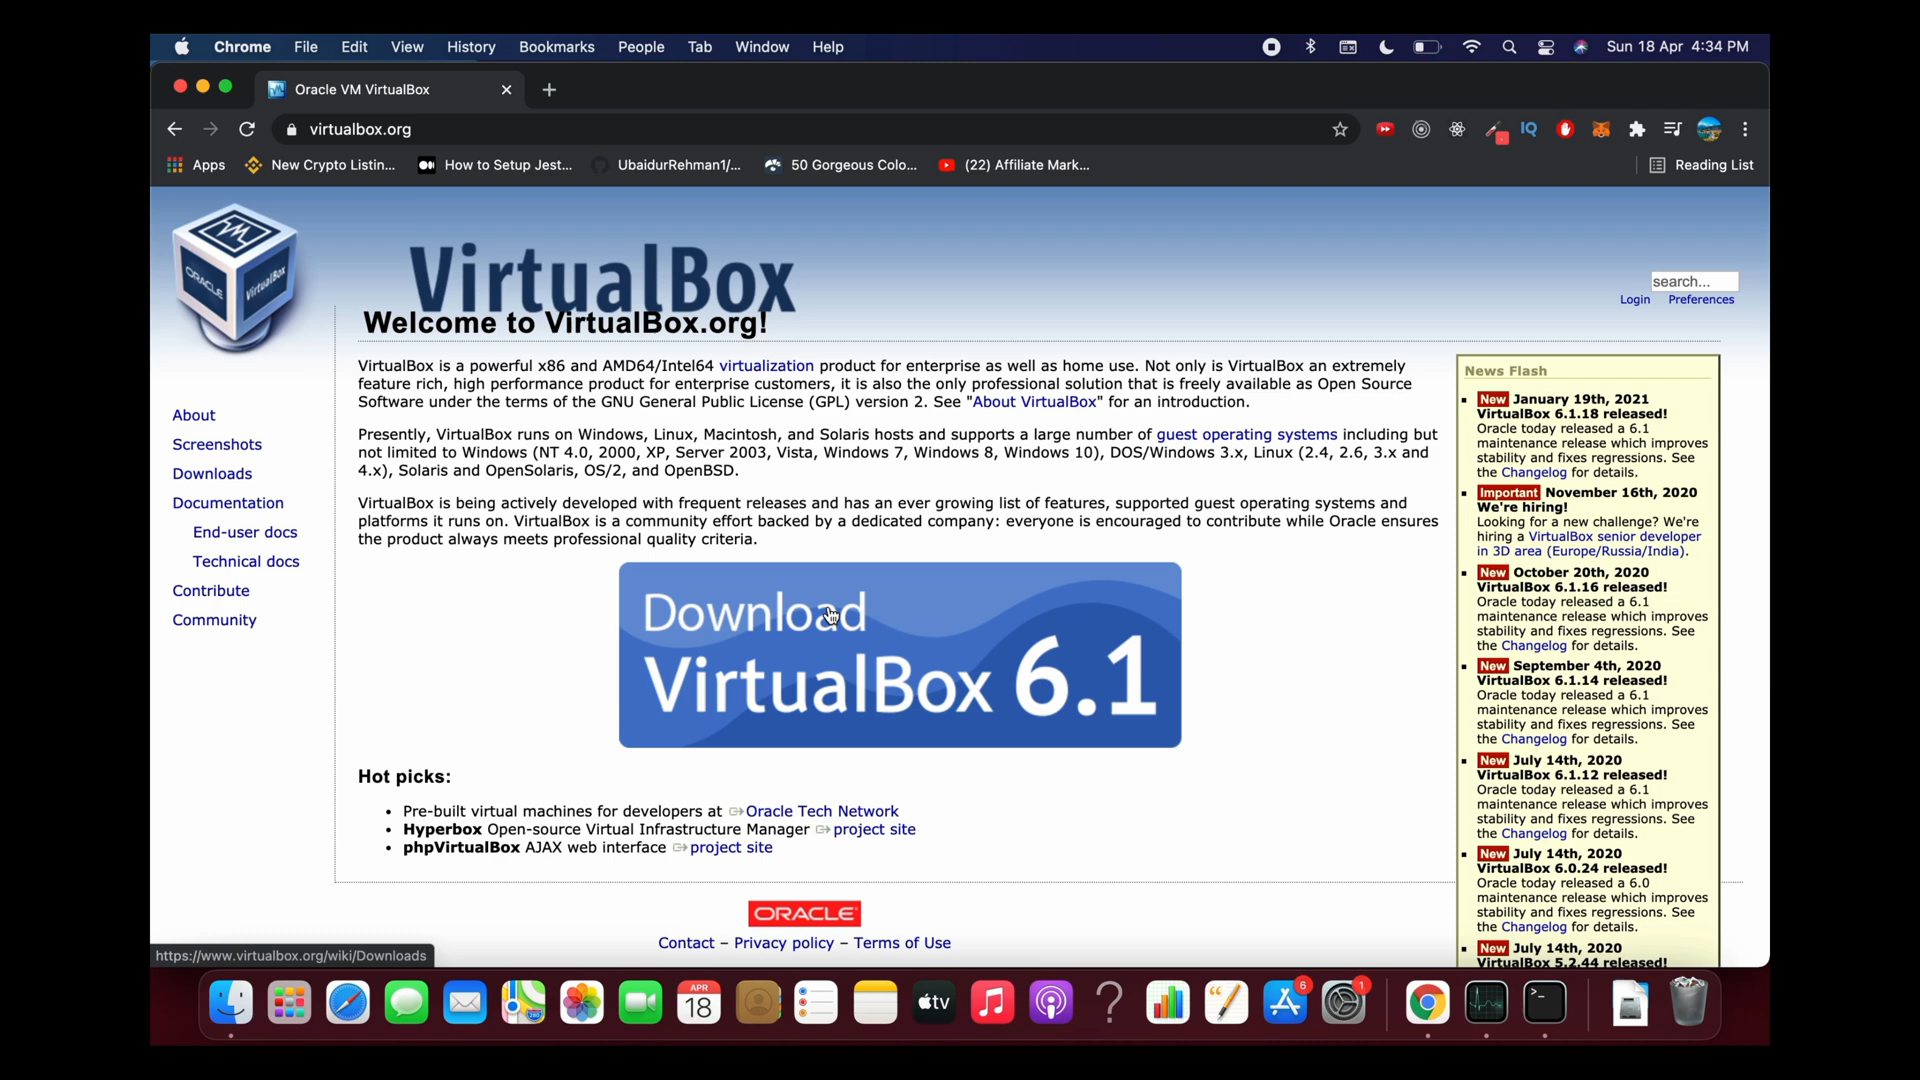 Chrome File Edit View History Bookmarks People Tab Window Help Sun 18 Apr 4:34 PM
Oracle VM VirtualBox
virtualbox.org
Apps New Crypto Listin... How to Setup Jest... UbaidurRehman1/... 50 Gorgeous Colo... (22) Affiliate Mark... Reading List
VirtualBox
search...
Login Preferences
Welcome to VirtualBox.org!
About
Screenshots
Downloads
Documentation
End-user docs
Technical docs
Contribute
Community
VirtualBox is a powerful x86 and AMD64/Intel64 virtualization product for enterprise as well as home use. Not only is VirtualBox an extremely
feature rich, high performance product for enterprise customers, it is also the only professional solution that is freely available as Open Source
Software under the terms of the GNU General Public License (GPL) version 2. See "About VirtualBox" for an introduction.
Presently, VirtualBox runs on Windows, Linux, Macintosh, and Solaris hosts and supports a large number of guest operating systems including but
not limited to Windows (NT 4.0, 2000, XP, Server 2003, Vista, Windows 7, Windows 8, Windows 10), DOS/Windows 3.x, Linux (2.4, 2.6, 3.x and
4.x), Solaris and OpenSolaris, OS/2, and OpenBSD.
VirtualBox is being actively developed with frequent releases and has an ever growing list of features, supported guest operating systems and
platforms it runs on. VirtualBox is a community effort backed by a dedicated company: everyone is encouraged to contribute while Oracle ensures
the product always meets professional quality criteria.
Download
VirtualBox 6.1
Hot picks:
Pre-built virtual machines for developers at Oracle Tech Network
Hyperbox Open-source Virtual Infrastructure Manager project site
phpVirtualBox AJAX web interface project site
ORACLE
Contact – Privacy policy – Terms of Use
News Flash
New January 19th, 2021
VirtualBox 6.1.18 released!
Oracle today released a 6.1
maintenance release which improves
stability and fixes regressions. See
the Changelog for details.
Important November 16th, 2020
We're hiring!
Looking for a new challenge? We're
hiring a VirtualBox senior developer
in 3D area (Europe/Russia/India).
New October 20th, 2020
VirtualBox 6.1.16 released!
Oracle today released a 6.1
maintenance release which improves
stability and fixes regressions. See
the Changelog for details.
New September 4th, 2020
VirtualBox 6.1.14 released!
Oracle today released a 6.1
maintenance release which improves
stability and fixes regressions. See
the Changelog for details.
New July 14th, 2020
VirtualBox 6.1.12 released!
Oracle today released a 6.1
maintenance release which improves
stability and fixes regressions. See
the Changelog for details.
New July 14th, 2020
VirtualBox 6.0.24 released!
Oracle today released a 6.0
maintenance release which improves
stability and fixes regressions. See
the Changelog for details.
New July 14th, 2020
VirtualBox 5.2.44 released!
https://www.virtualbox.org/wiki/Downloads
ORACLE VirtualBox
APR
18
tv
6
1